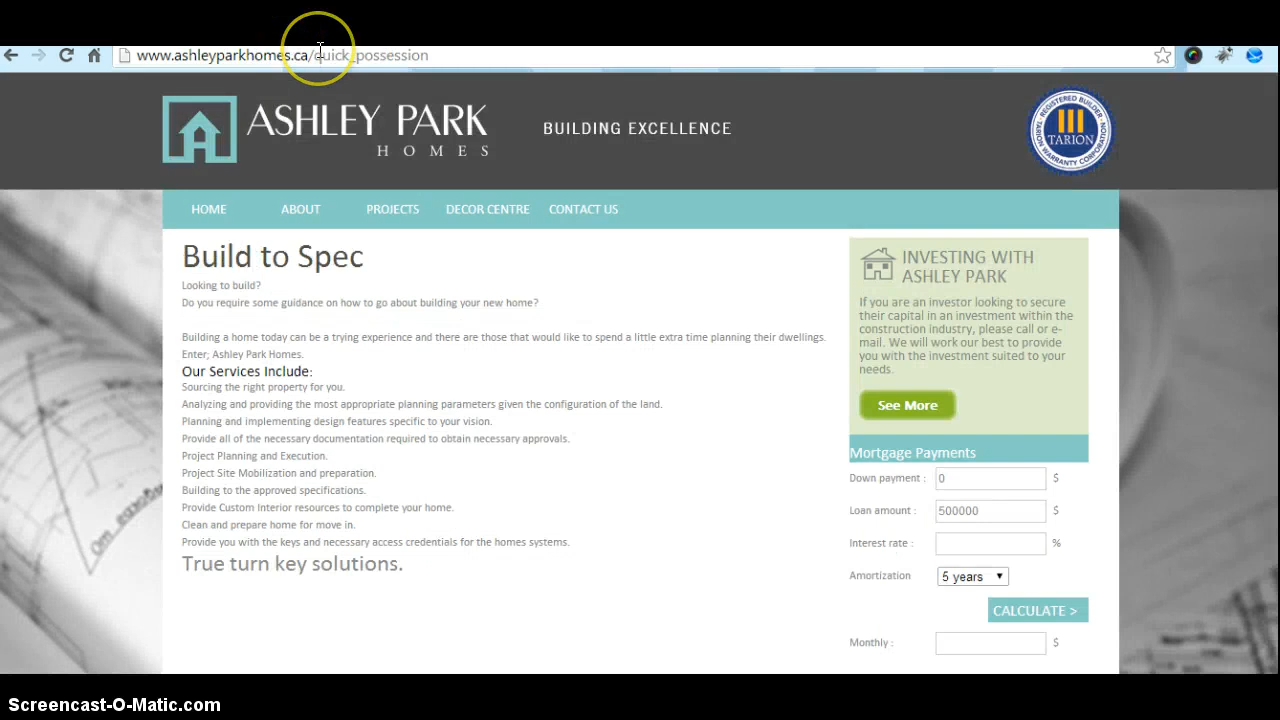 www.ashleyparkhomes.ca/quick_possession
ASHLEY PARK
HOMES
BUILDING EXCELLENCE
REGISTERED BUILDER
TARION
TARION WARRANTY CORPORATION
HOME ABOUT PROJECTS DECOR CENTRE CONTACT US
Build to Spec
Looking to build?
Do you require some guidance on how to go about building your new home?
Building a home today can be a trying experience and there are those that would like to spend a little extra time planning their dwellings.
Enter; Ashley Park Homes.
Our Services Include:
Sourcing the right property for you.
Analyzing and providing the most appropriate planning parameters given the configuration of the land.
Planning and implementing design features specific to your vision.
Provide all of the necessary documentation required to obtain necessary approvals.
Project Planning and Execution.
Project Site Mobilization and preparation.
Building to the approved specifications.
Provide Custom Interior resources to complete your home.
Clean and prepare home for move in.
Provide you with the keys and necessary access credentials for the homes systems.
True turn key solutions.
INVESTING WITH
ASHLEY PARK
If you are an investor looking to secure
their capital in an investment within the
construction industry, please call or e-
mail. We will work our best to provide
you with the investment suited to your
needs.
See More
Mortgage Payments
Down payment : 0 $
Loan amount : 500000 $
Interest rate : %
Amortization 5 years
CALCULATE >
Monthly : $
Screencast-O-Matic.com